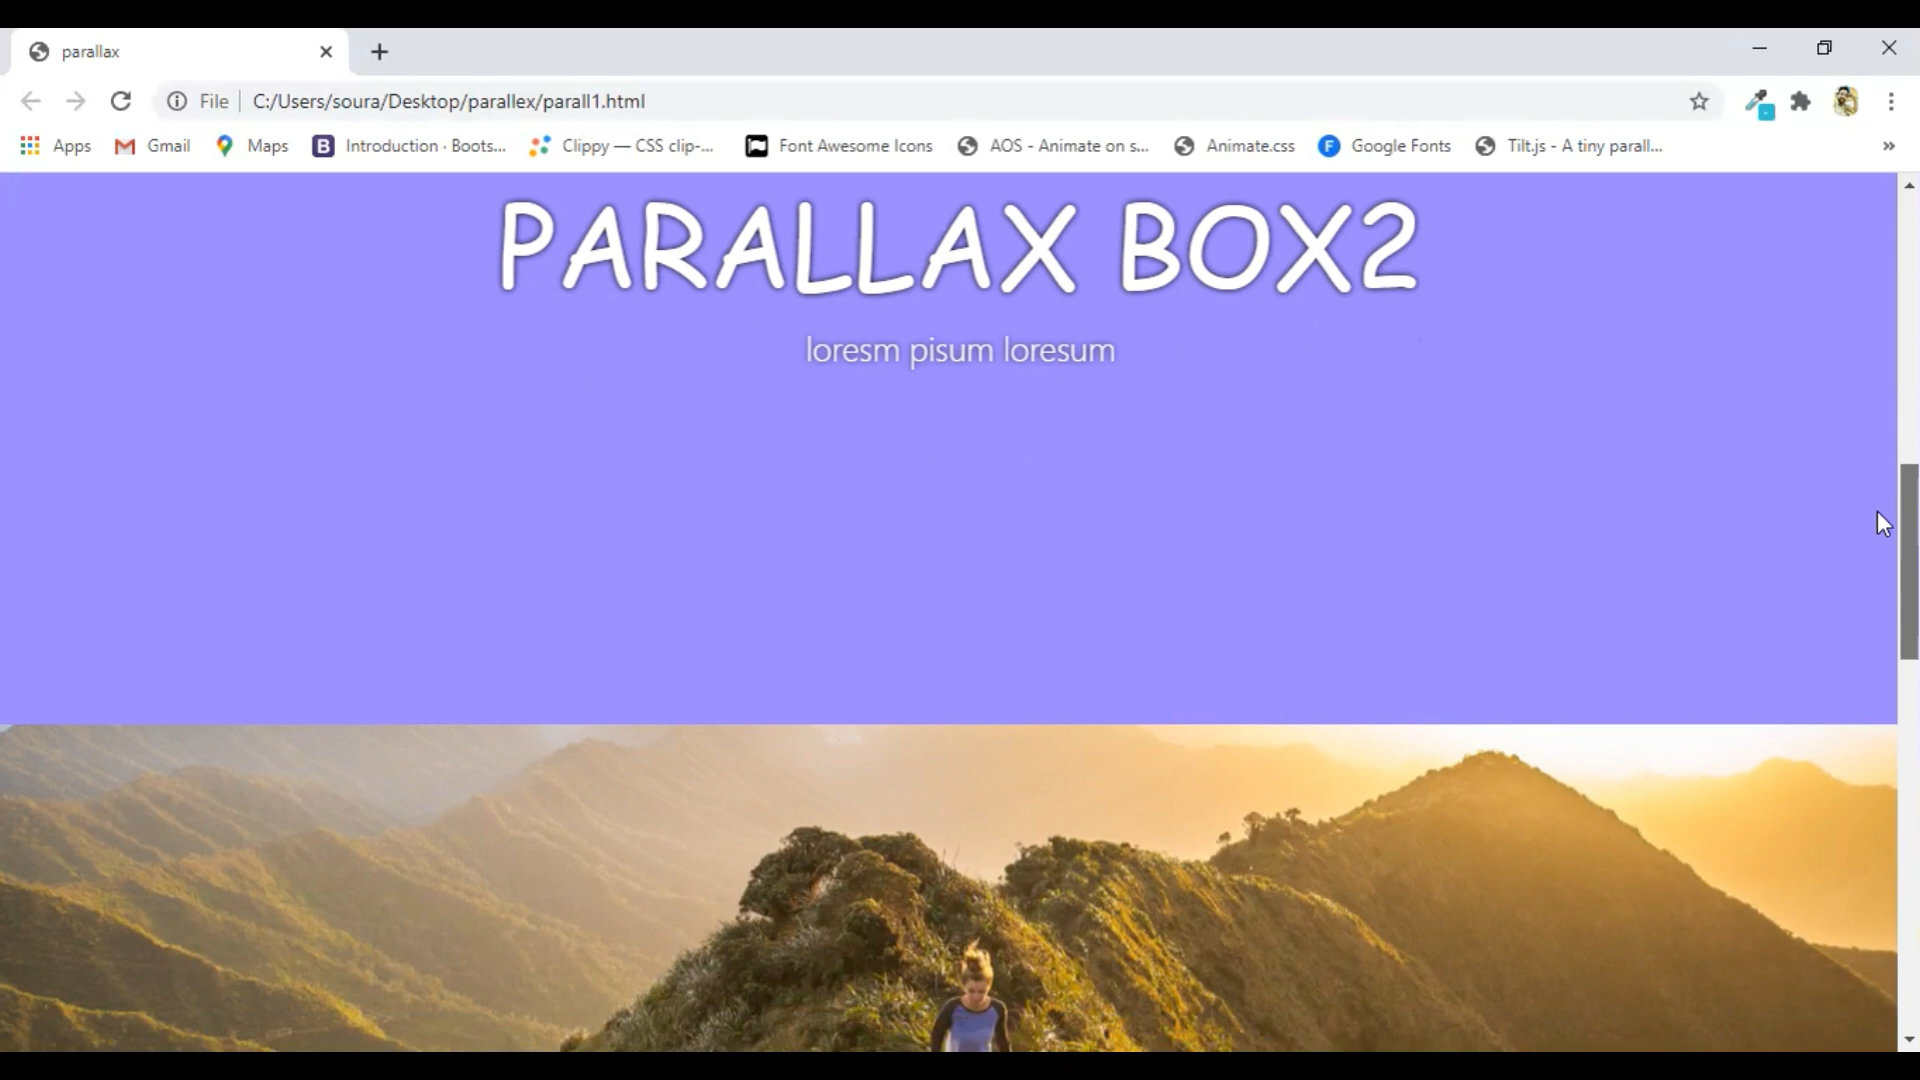 parallax
File C:/Users/soura/Desktop/parallex/parall1.html
Apps Gmail Maps Introduction · Boots... Clippy — CSS clip-... Font Awesome Icons AOS - Animate on s... Animate.css Google Fonts Tilt.js - A tiny parall... »
PARALLAX BOX2
loresm pisum loresum